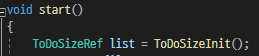 void start()
{
ToDoSizeRef list = ToDoSizeInit();